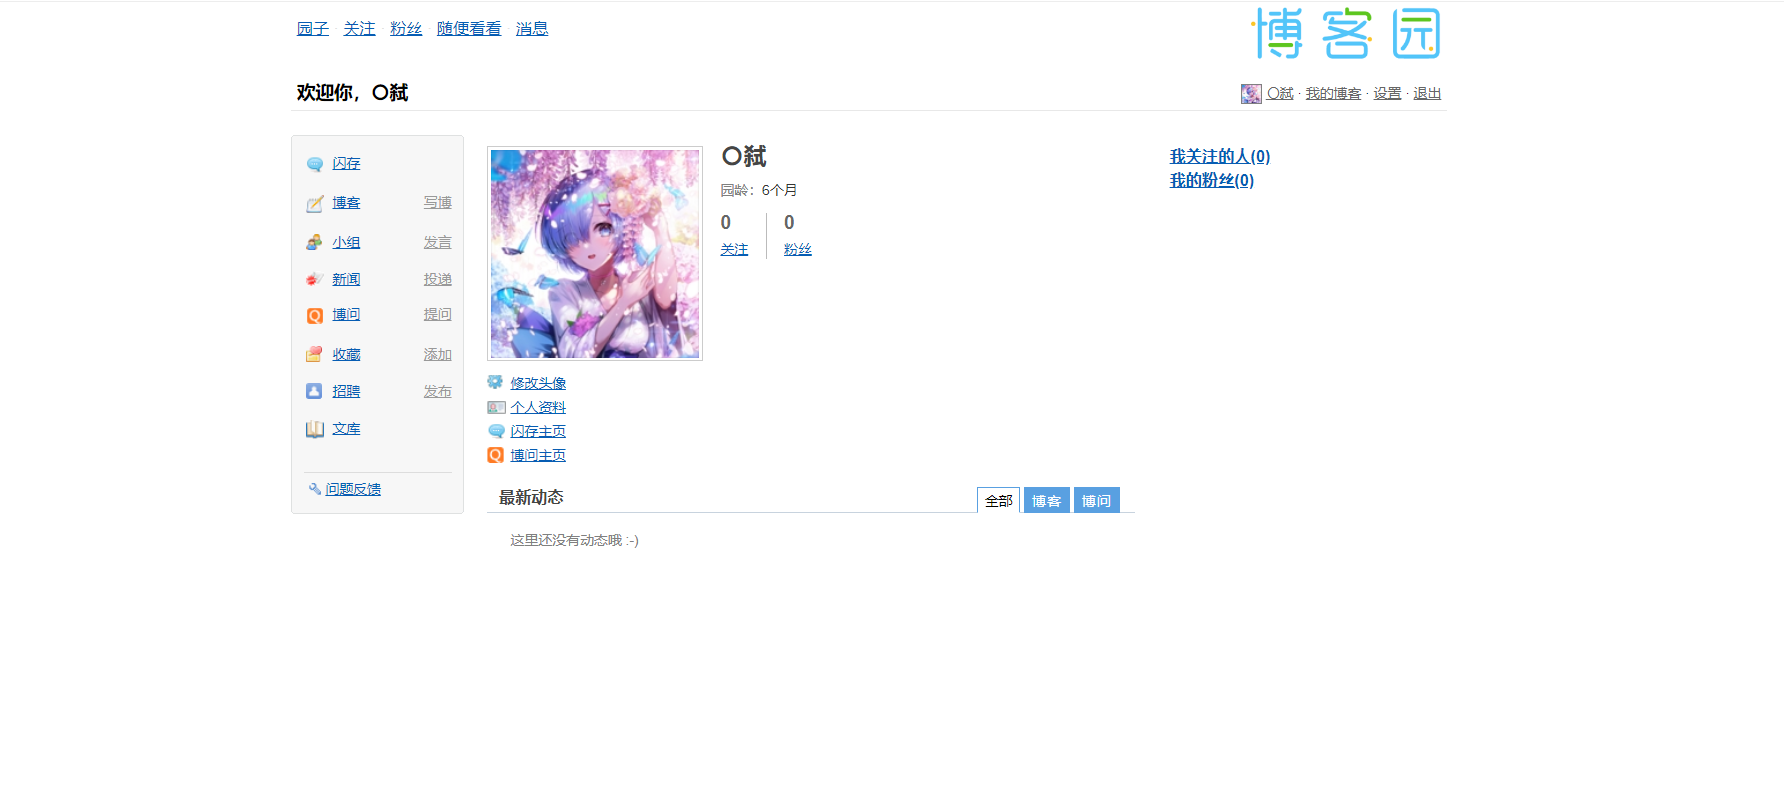 园子 关注 粉丝 随便看看 消息
博客园
欢迎你，〇弑
〇弑 · 我的博客 · 设置 · 退出
闪存
博客 写博
小组 发言
新闻 投递
博问 提问
收藏 添加
招聘 发布
文库
问题反馈
〇弑
园龄：6个月
0 0
关注 粉丝
修改头像
个人资料
闪存主页
博问主页
最新动态 全部 博客 博问
这里还没有动态哦 :-)
我关注的人(0)
我的粉丝(0)